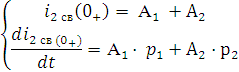 i₂ св(0₊) = A₁ + A₂
di₂ св (0₊)/dt = A₁ · p₁ + A₂ · p₂